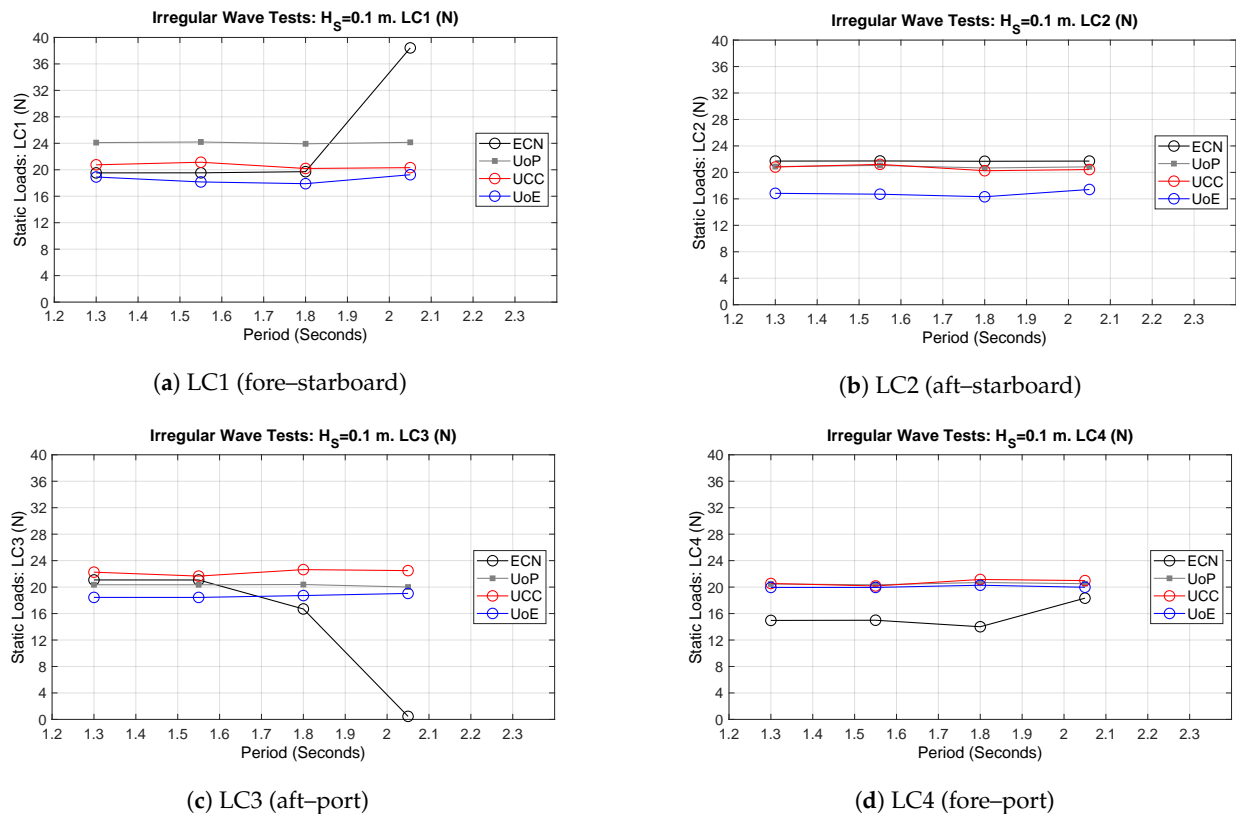 Irregular Wave Tests: H_S=0.1 m. LC1 (N)
40
36
32
28
24
20
16
12
8
4
0
Static Loads: LC1 (N)
ECN
UoP
UCC
UoE
1.2 1.3 1.4 1.5 1.6 1.7 1.8 1.9 2 2.1 2.2 2.3
Period (Seconds)
(a) LC1 (fore–starboard)
Irregular Wave Tests: H_S=0.1 m. LC2 (N)
40
36
32
28
24
20
16
12
8
4
0
Static Loads: LC2 (N)
ECN
UoP
UCC
UoE
1.2 1.3 1.4 1.5 1.6 1.7 1.8 1.9 2 2.1 2.2 2.3
Period (Seconds)
(b) LC2 (aft–starboard)
Irregular Wave Tests: H_S=0.1 m. LC3 (N)
40
36
32
28
24
20
16
12
8
4
0
Static Loads: LC3 (N)
ECN
UoP
UCC
UoE
1.2 1.3 1.4 1.5 1.6 1.7 1.8 1.9 2 2.1 2.2 2.3
Period (Seconds)
(c) LC3 (aft–port)
Irregular Wave Tests: H_S=0.1 m. LC4 (N)
40
36
32
28
24
20
16
12
8
4
0
Static Loads: LC4 (N)
ECN
UoP
UCC
UoE
1.2 1.3 1.4 1.5 1.6 1.7 1.8 1.9 2 2.1 2.2 2.3
Period (Seconds)
(d) LC4 (fore–port)